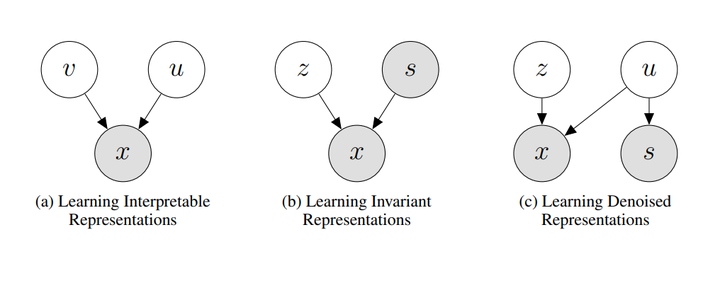 v u
x
(a) Learning Interpretable
Representations
z s
x
(b) Learning Invariant
Representations
z u
x s
(c) Learning Denoised
Representations